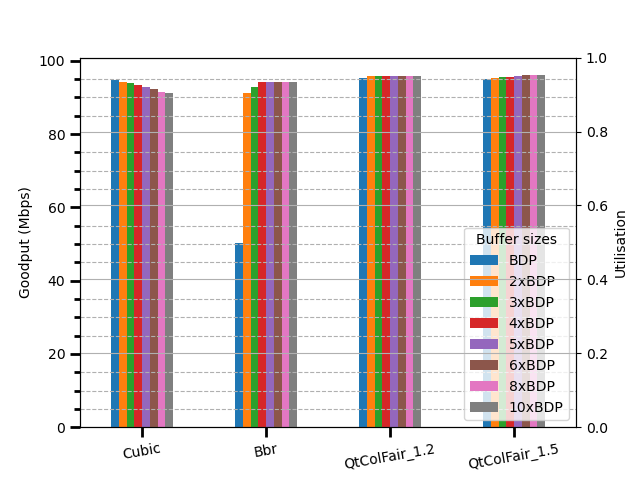 100
80
60
40
20
0
Goodput (Mbps)
1.0
0.8
0.6
0.4
0.2
0.0
Utilisation
Buffer sizes
BDP
2xBDP
3xBDP
4xBDP
5xBDP
6xBDP
8xBDP
10xBDP
Cubic
Bbr
QtColFair_1.2
QtColFair_1.5